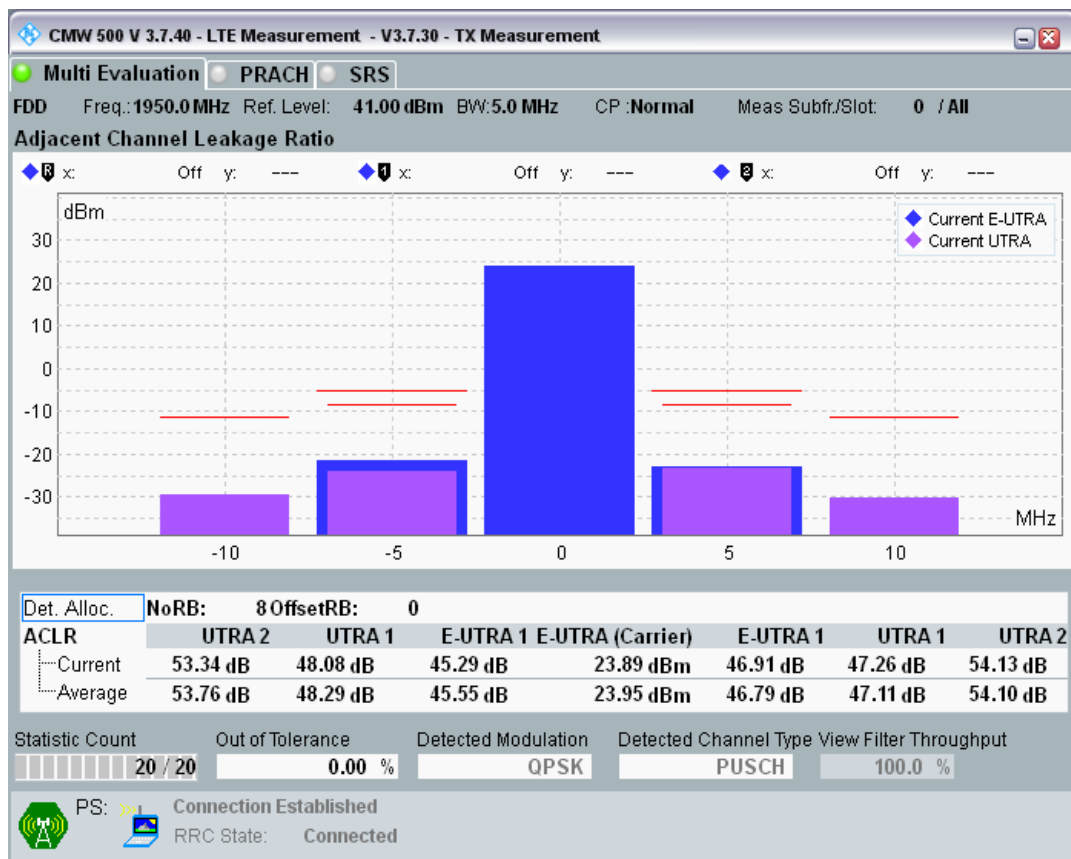 CMW 500 V 3.7.40 - LTE Measurement - V3.7.30 - TX Measurement
Multi Evaluation PRACH SRS
FDD Freq.: 1950.0 MHz Ref. Level: 41.00 dBm BW: 5.0 MHz CP : Normal Meas Subfr./Slot: 0 / All
Adjacent Channel Leakage Ratio
R x: Off y: --- 1 x: Off y: --- 2 x: Off y: ---
dBm
Current E-UTRA
Current UTRA
30
20
10
0
-10
-20
-30
MHz
-10 -5 0 5 10
Det. Alloc. NoRB: 8 OffsetRB: 0
ACLR UTRA 2 UTRA 1 E-UTRA 1 E-UTRA (Carrier) E-UTRA 1 UTRA 1 UTRA 2
Current 53.34 dB 48.08 dB 45.29 dB 23.89 dBm 46.91 dB 47.26 dB 54.13 dB
Average 53.76 dB 48.29 dB 45.55 dB 23.95 dBm 46.79 dB 47.11 dB 54.10 dB
Statistic Count Out of Tolerance Detected Modulation Detected Channel Type View Filter Throughput
20 / 20 0.00 % QPSK PUSCH 100.0 %
PS: Connection Established
RRC State: Connected